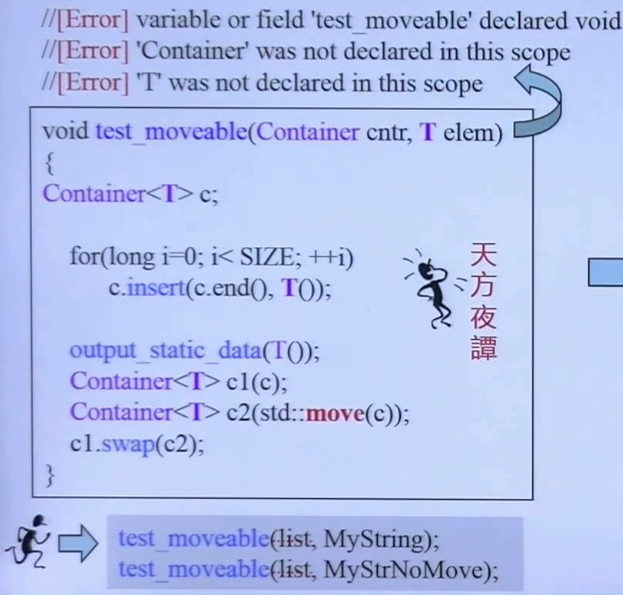 //[Error] variable or field 'test_moveable' declared void
//[Error] 'Container' was not declared in this scope
//[Error] 'T' was not declared in this scope
void test_moveable(Container cntr, T elem)
{
Container<T> c;
for(long i=0; i< SIZE; ++i)
c.insert(c.end(), T());
output_static_data(T());
Container<T> c1(c);
Container<T> c2(std::move(c));
c1.swap(c2);
}
天方夜譚
test_moveable(list, MyString);
test_moveable(list, MyStrNoMove);